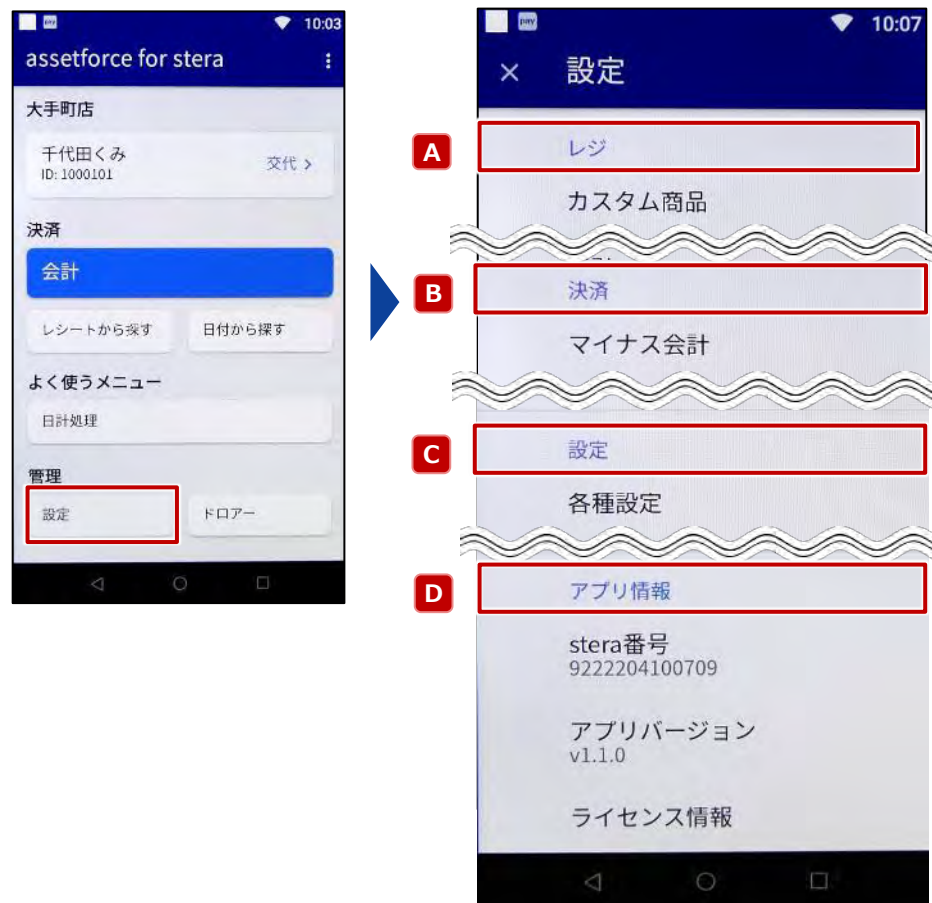 pay
10:03
assetforce for stera
大手町店
千代田くみ
ID: 1000101
交代 >
決済
会計
レシートから探す
日付から探す
よく使うメニュー
日計処理
管理
設定
ドロアー
pay
10:07
× 設定
A
レジ
カスタム商品
B
決済
マイナス会計
C
設定
各種設定
D
アプリ情報
stera番号
9222204100709
アプリバージョン
v1.1.0
ライセンス情報